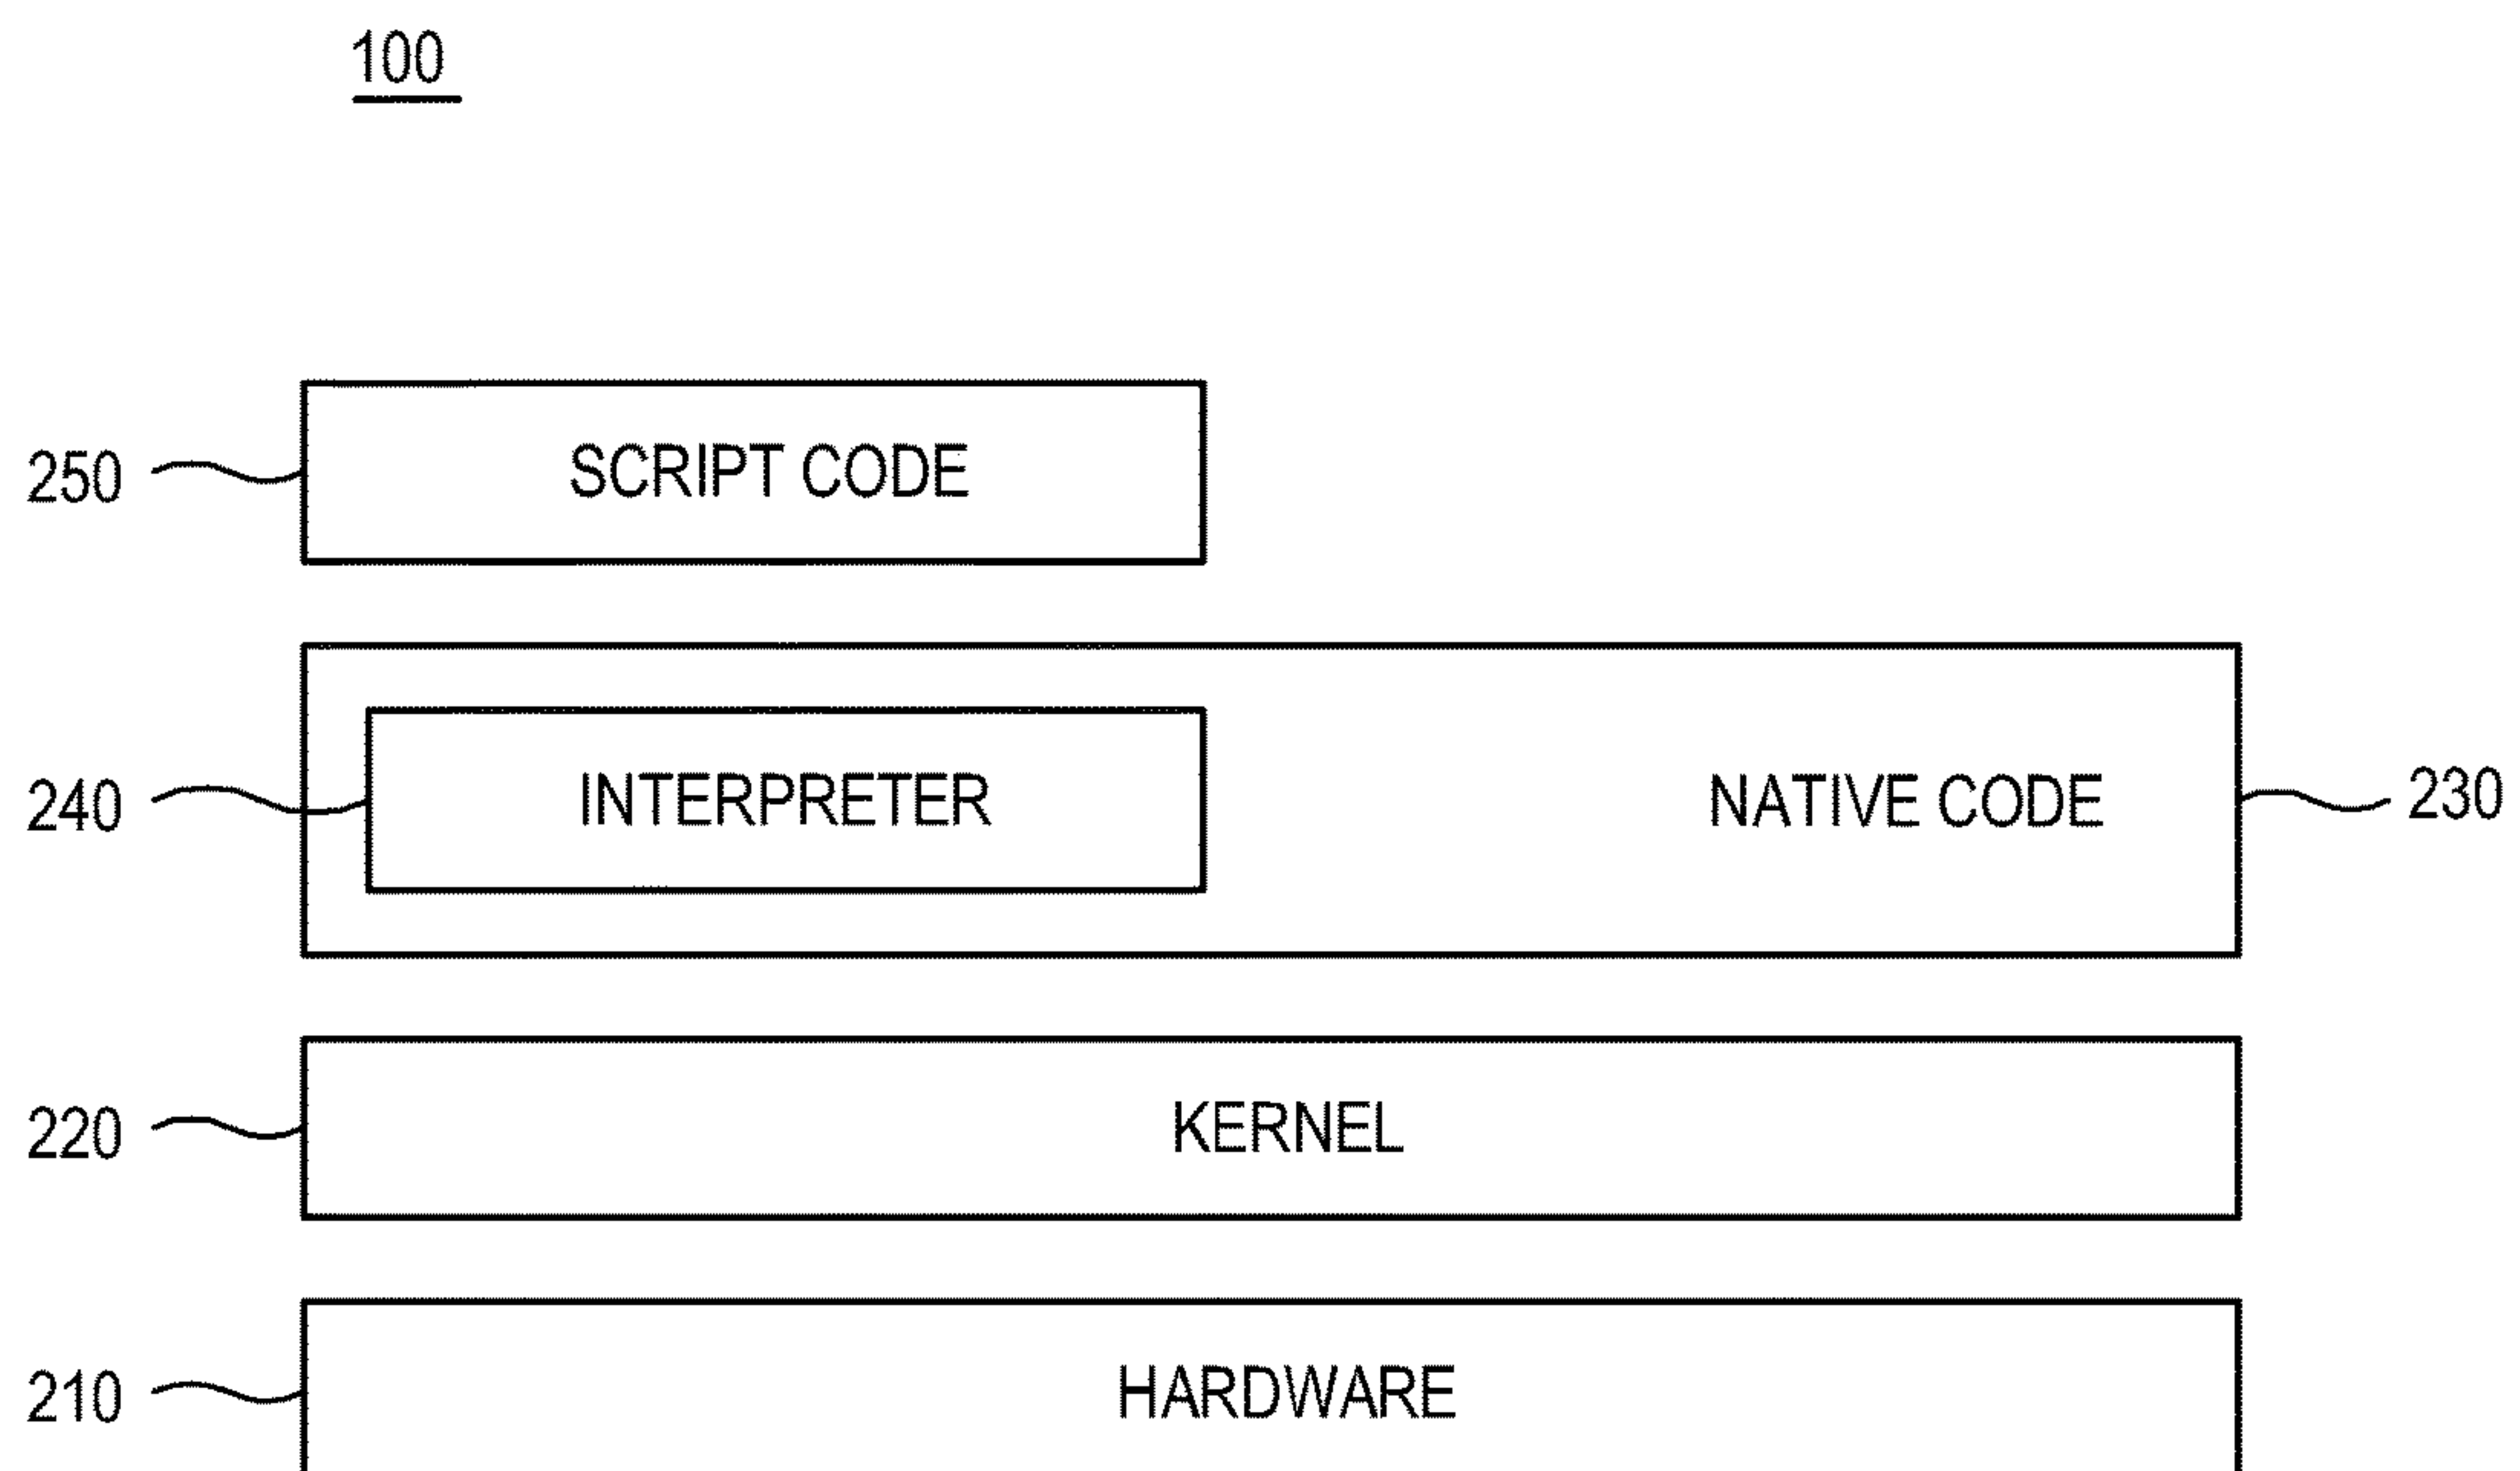 100
250 SCRIPT CODE
240 INTERPRETER NATIVE CODE 230
220 KERNEL
210 HARDWARE